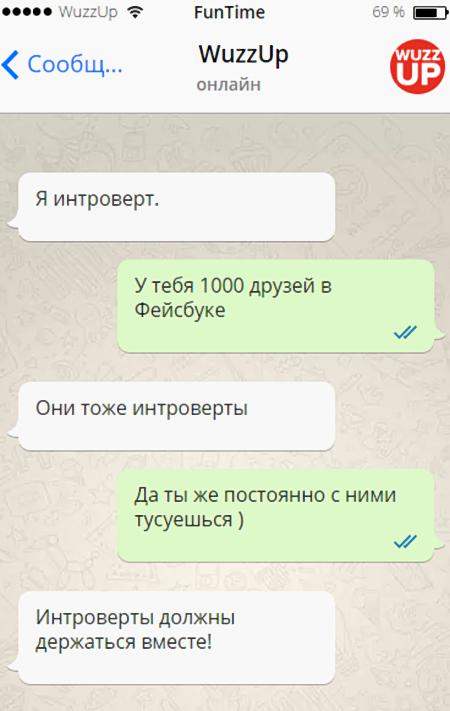 WuzzUp FunTime 69 %
Сообщ... WuzzUp
онлайн
WUZZ
UP
Я интроверт.
У тебя 1000 друзей в
Фейсбуке
Они тоже интроверты
Да ты же постоянно с ними
тусуешься )
Интроверты должны
держаться вместе!